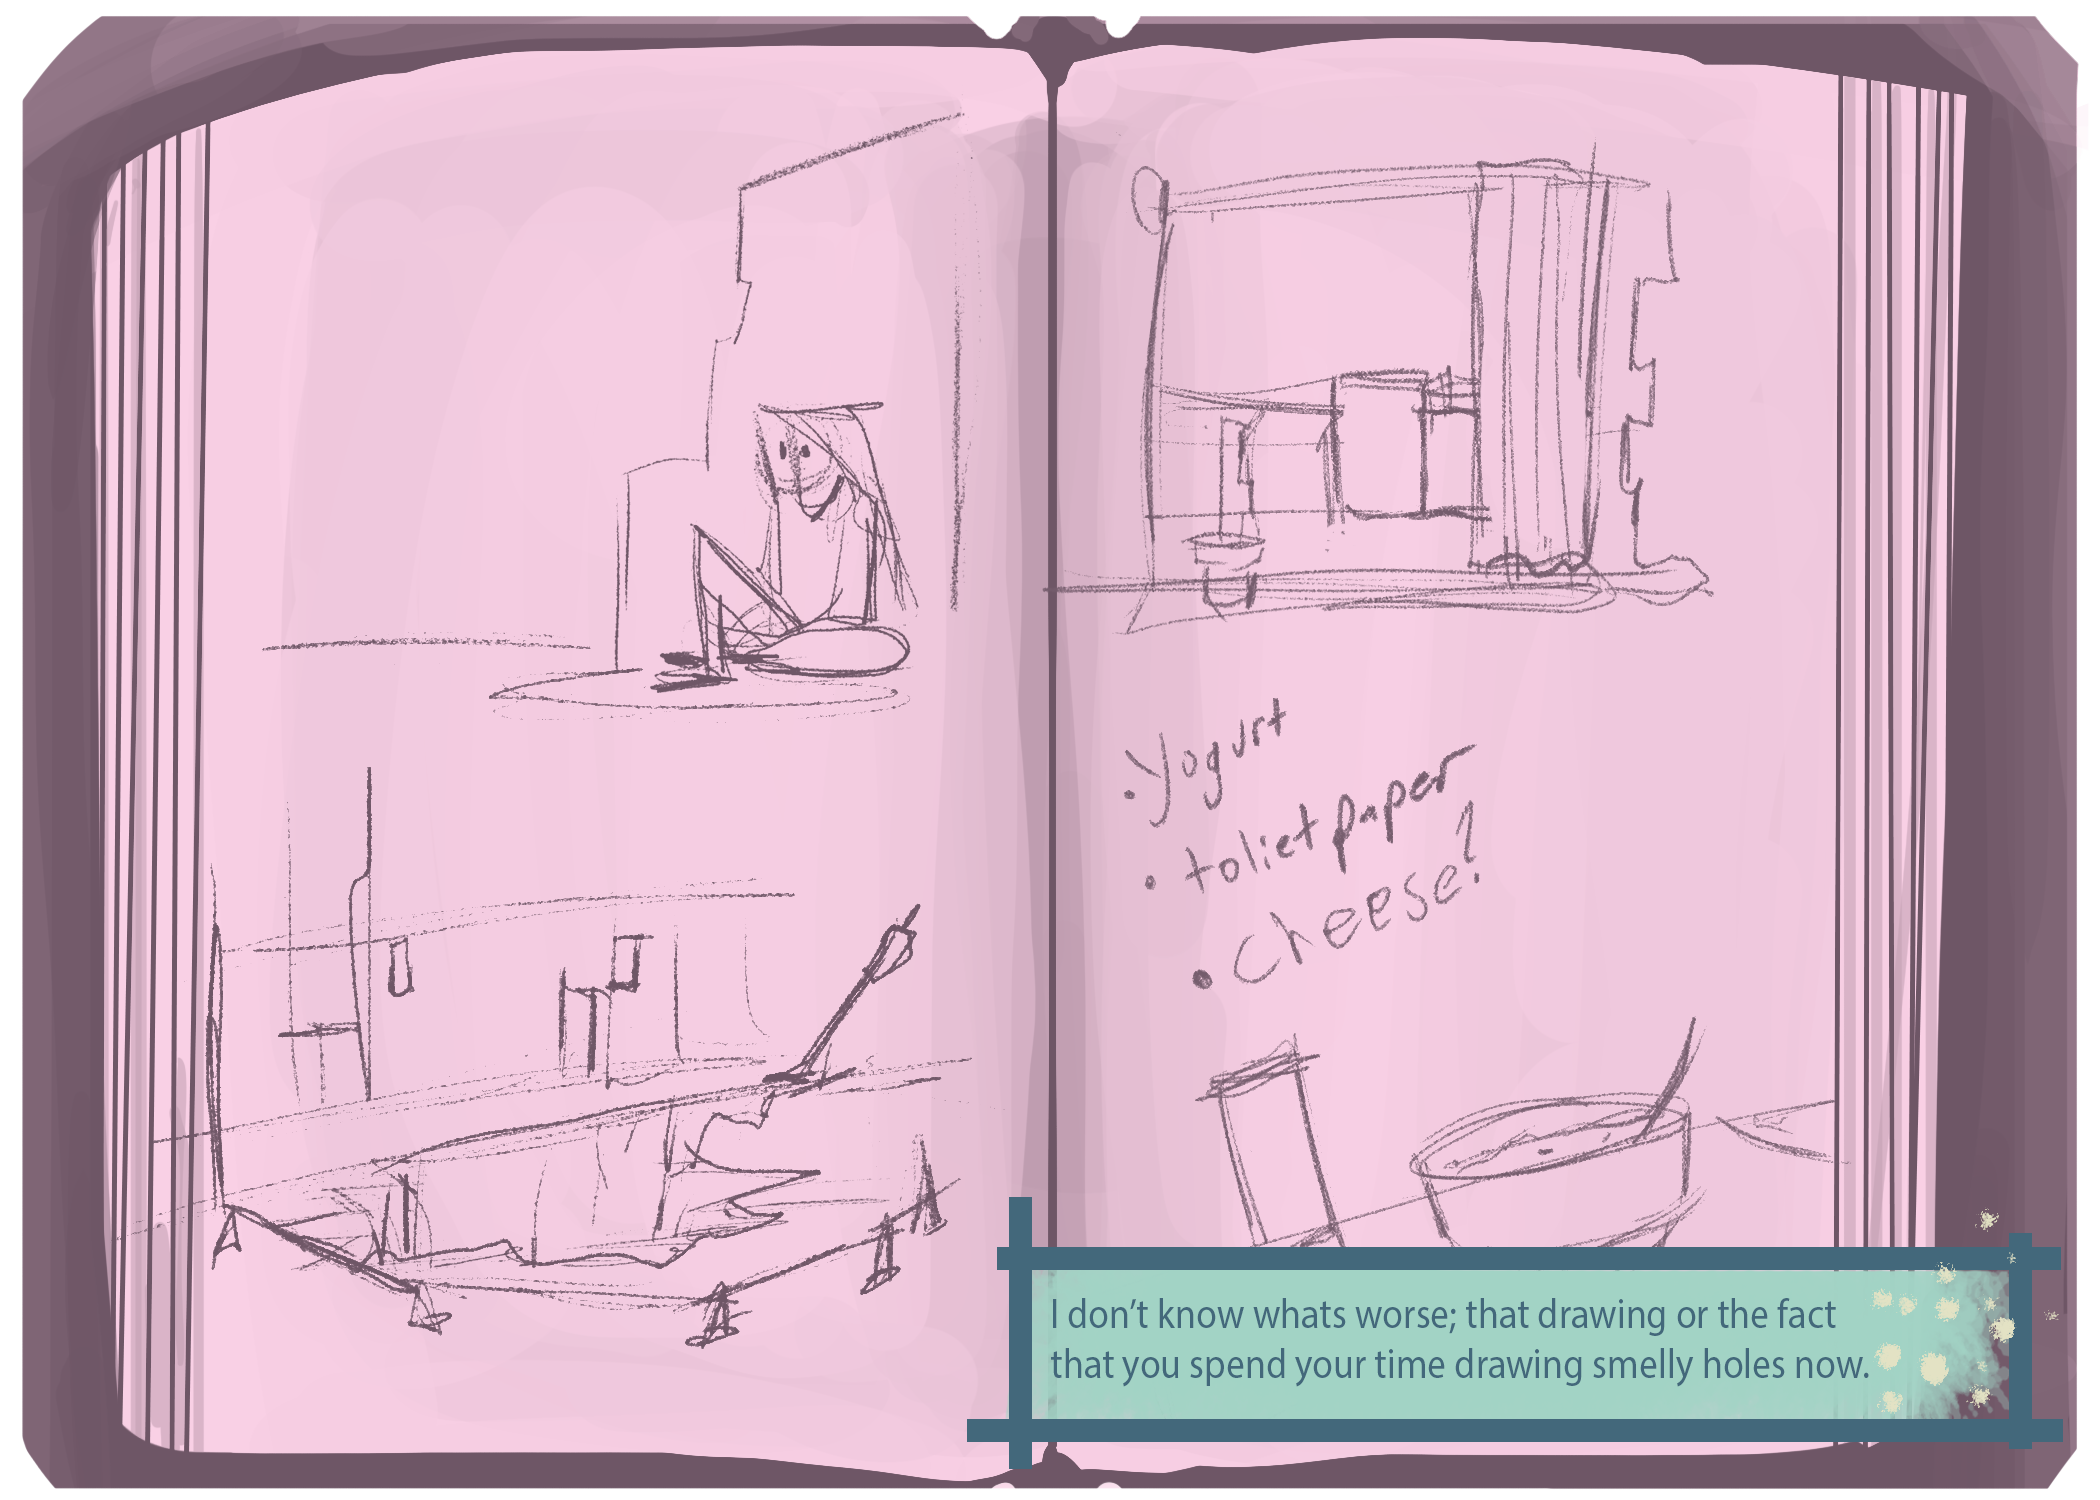 • Yogurt
• toliet paper
• cheese?
I don't know whats worse; that drawing or the fact
that you spend your time drawing smelly holes now.